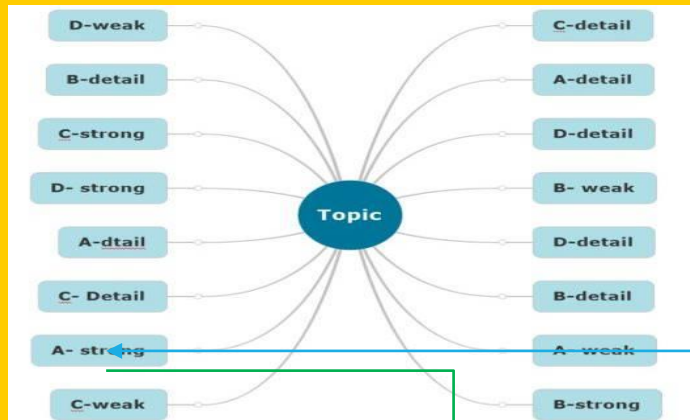 D-weak
B-detail
C-strong
D- strong
A-dtail
C- Detail
A- strong
C-weak
Topic
C-detail
A-detail
D-detail
B- weak
D-detail
B-detail
A- weak
B-strong